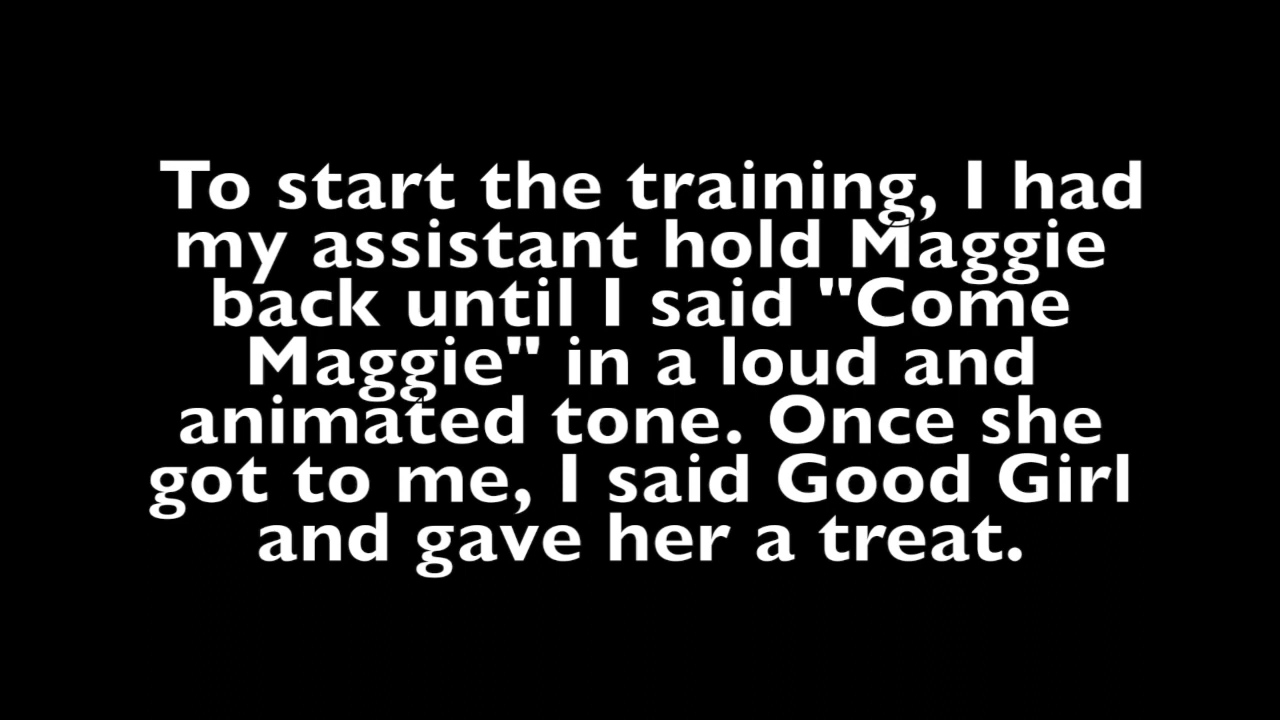 To start the training, I had
my assistant hold Maggie
back until I said "Come
Maggie" in a loud and
animated tone. Once she
got to me, I said Good Girl
and gave her a treat.